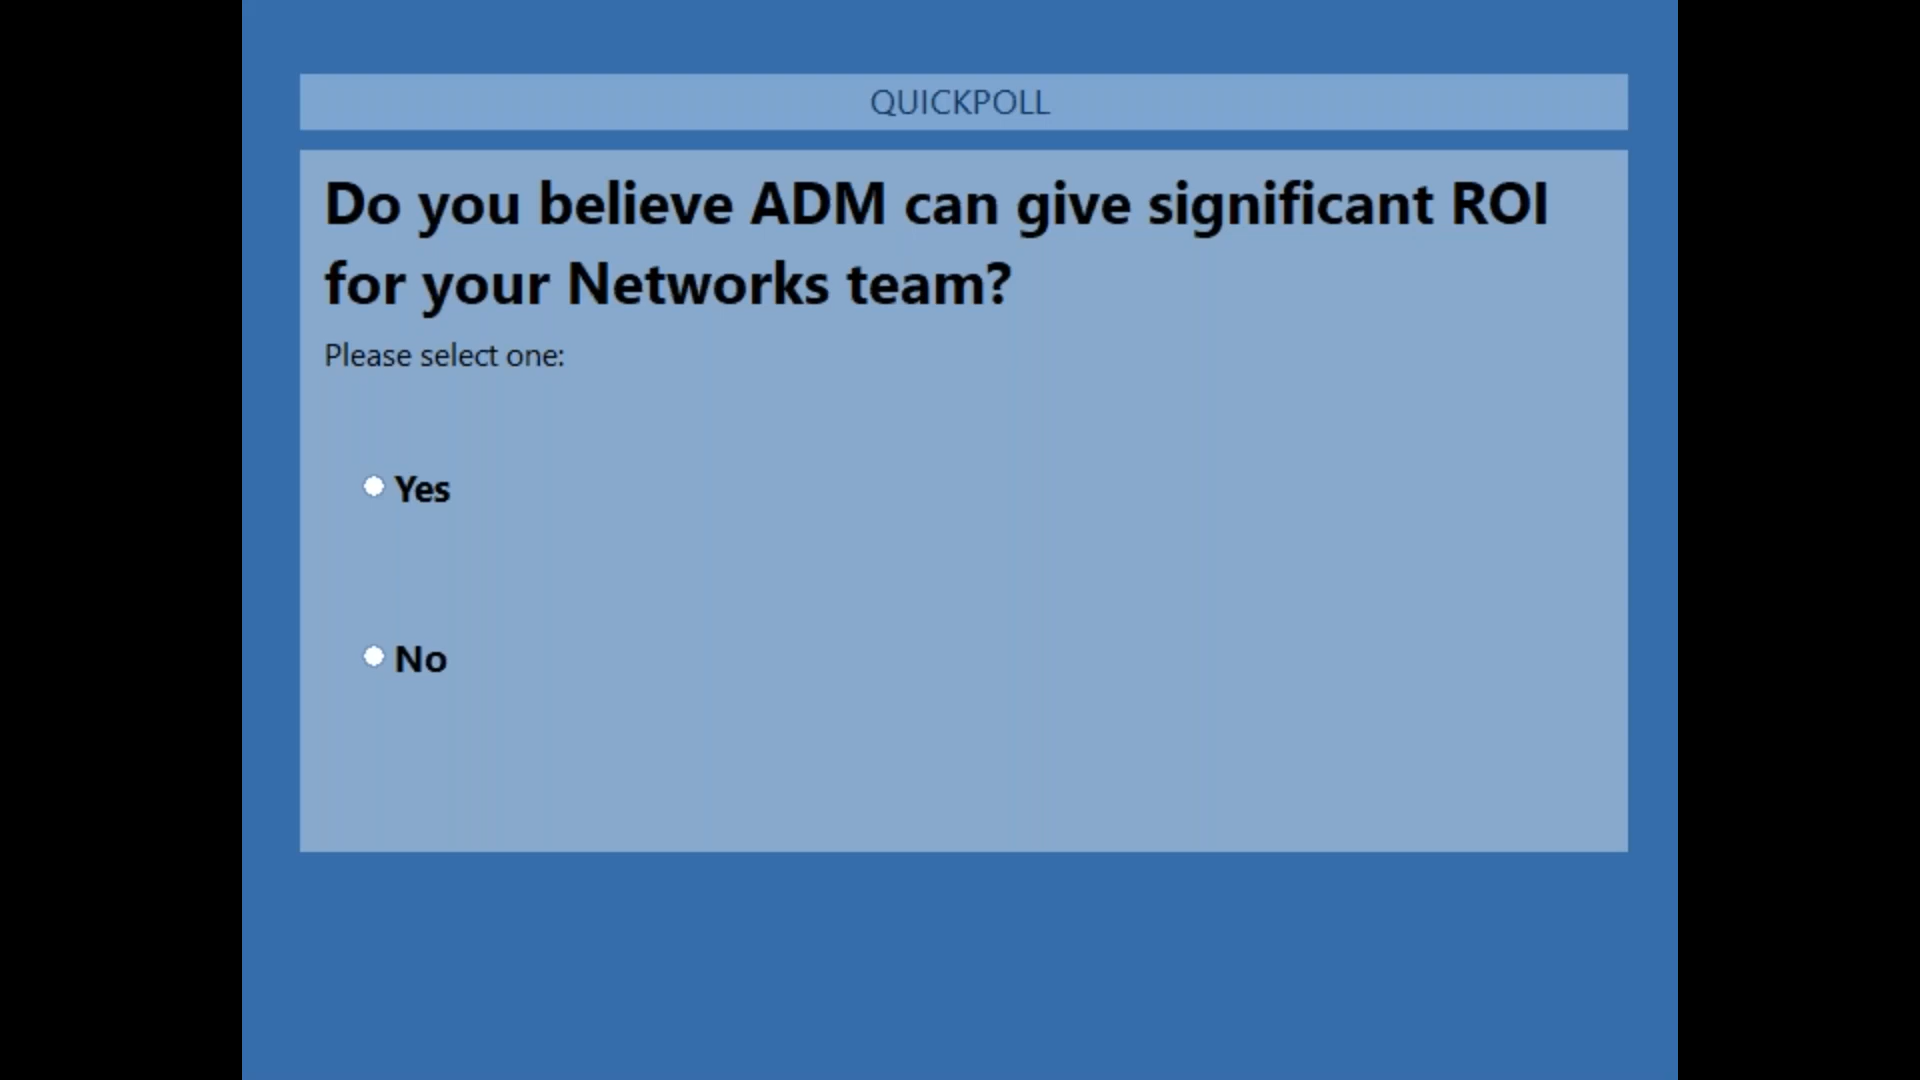 QUICKPOLL
Do you believe ADM can give significant ROI
for your Networks team?
Please select one:
Yes
No